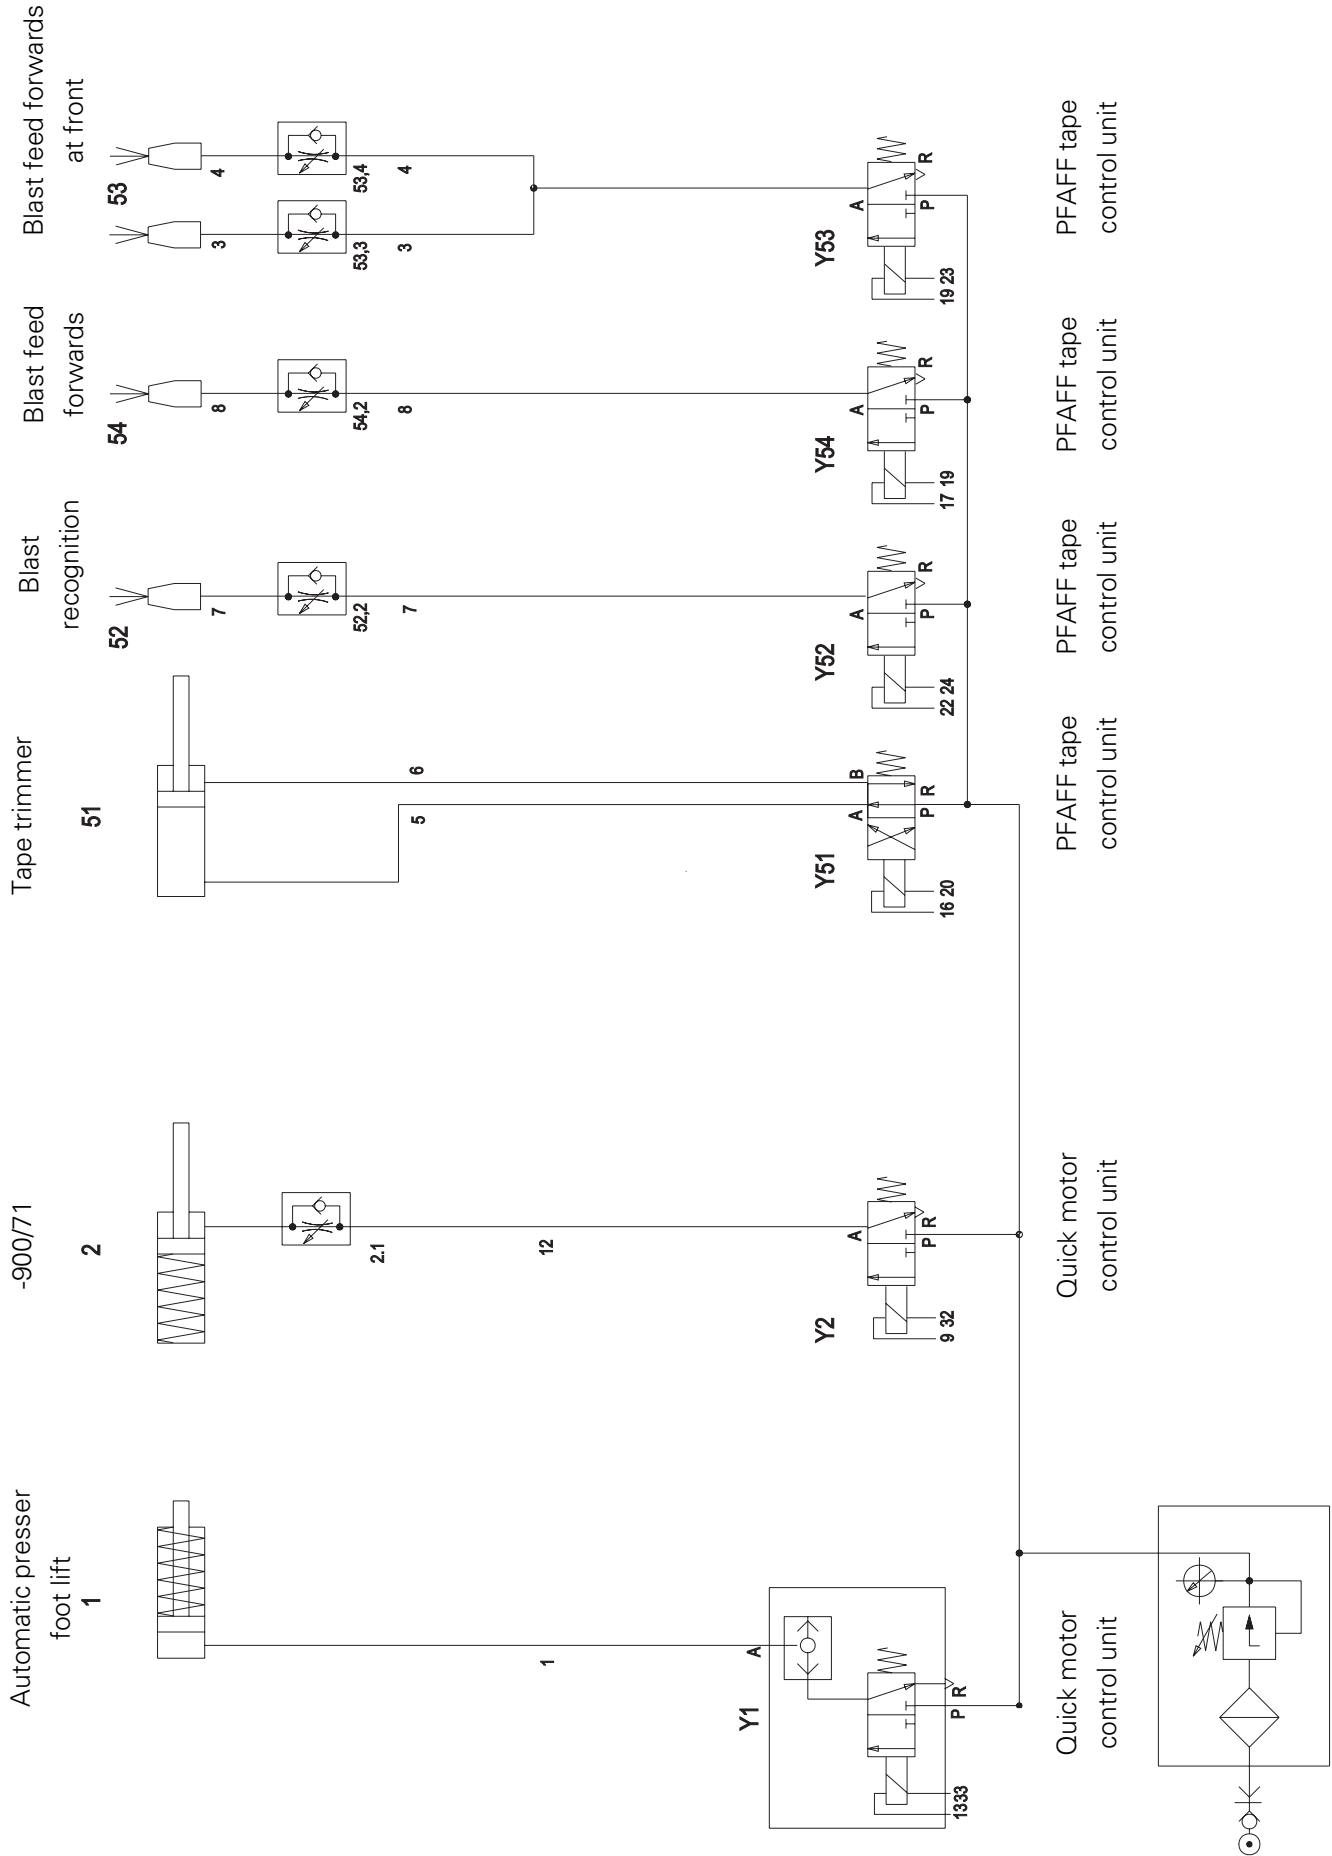 Automatic presser
foot lift
1
-900/71
2
Tape trimmer
51
Blast
recognition
52
Blast feed
forwards
54
Blast feed forwards
at front
53
7
8
3
4
2.1
52,2
54,2
53,3
53,4
1
12
5
6
7
8
3
4
Y1
A
P R
1333
Y2
A
P R
9 32
Y51
A B
P R
16 20
Y52
A
P R
22 24
Y54
A
P R
17 19
Y53
A
P R
19 23
Quick motor
control unit
Quick motor
control unit
PFAFF tape
control unit
PFAFF tape
control unit
PFAFF tape
control unit
PFAFF tape
control unit